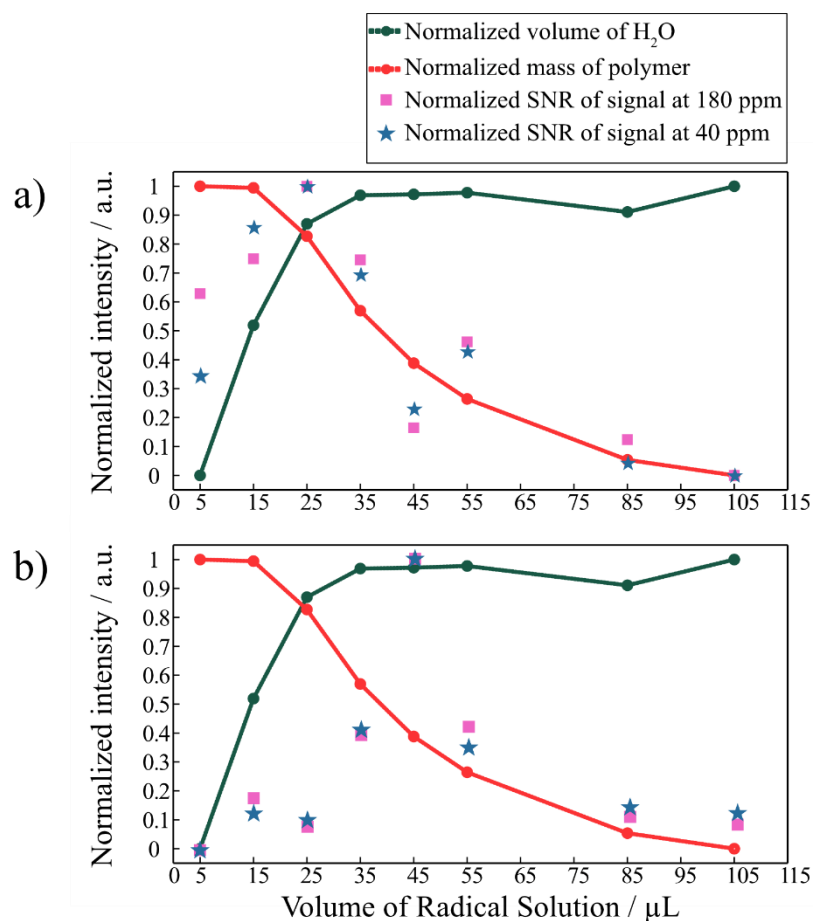 Normalized volume of H₂O
Normalized mass of polymer
Normalized SNR of signal at 180 ppm
Normalized SNR of signal at 40 ppm
a)
Normalized intensity / a.u.
1
0.9
0.8
0.7
0.6
0.5
0.4
0.3
0.2
0.1
0
0 5 15 25 35 45 55 65 75 85 95 105 115
b)
Normalized intensity / a.u.
1
0.9
0.8
0.7
0.6
0.5
0.4
0.3
0.2
0.1
0
0 5 15 25 35 45 55 65 75 85 95 105 115
Volume of Radical Solution / µL